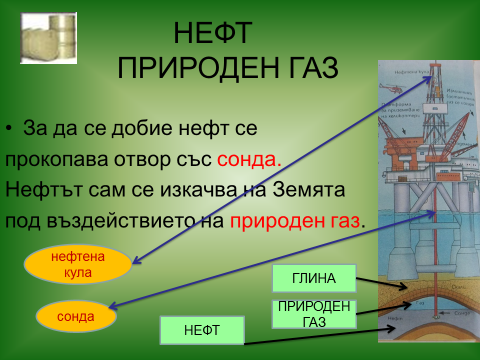 НЕФТ
ПРИРОДЕН ГАЗ
• За да се добие нефт се
прокопава отвор със сонда.
Нефтът сам се изкачва на Земята
под въздействието на природен газ.
нефтена
кула
сонда
НЕФТ
ГЛИНА
ПРИРОДЕН
ГАЗ